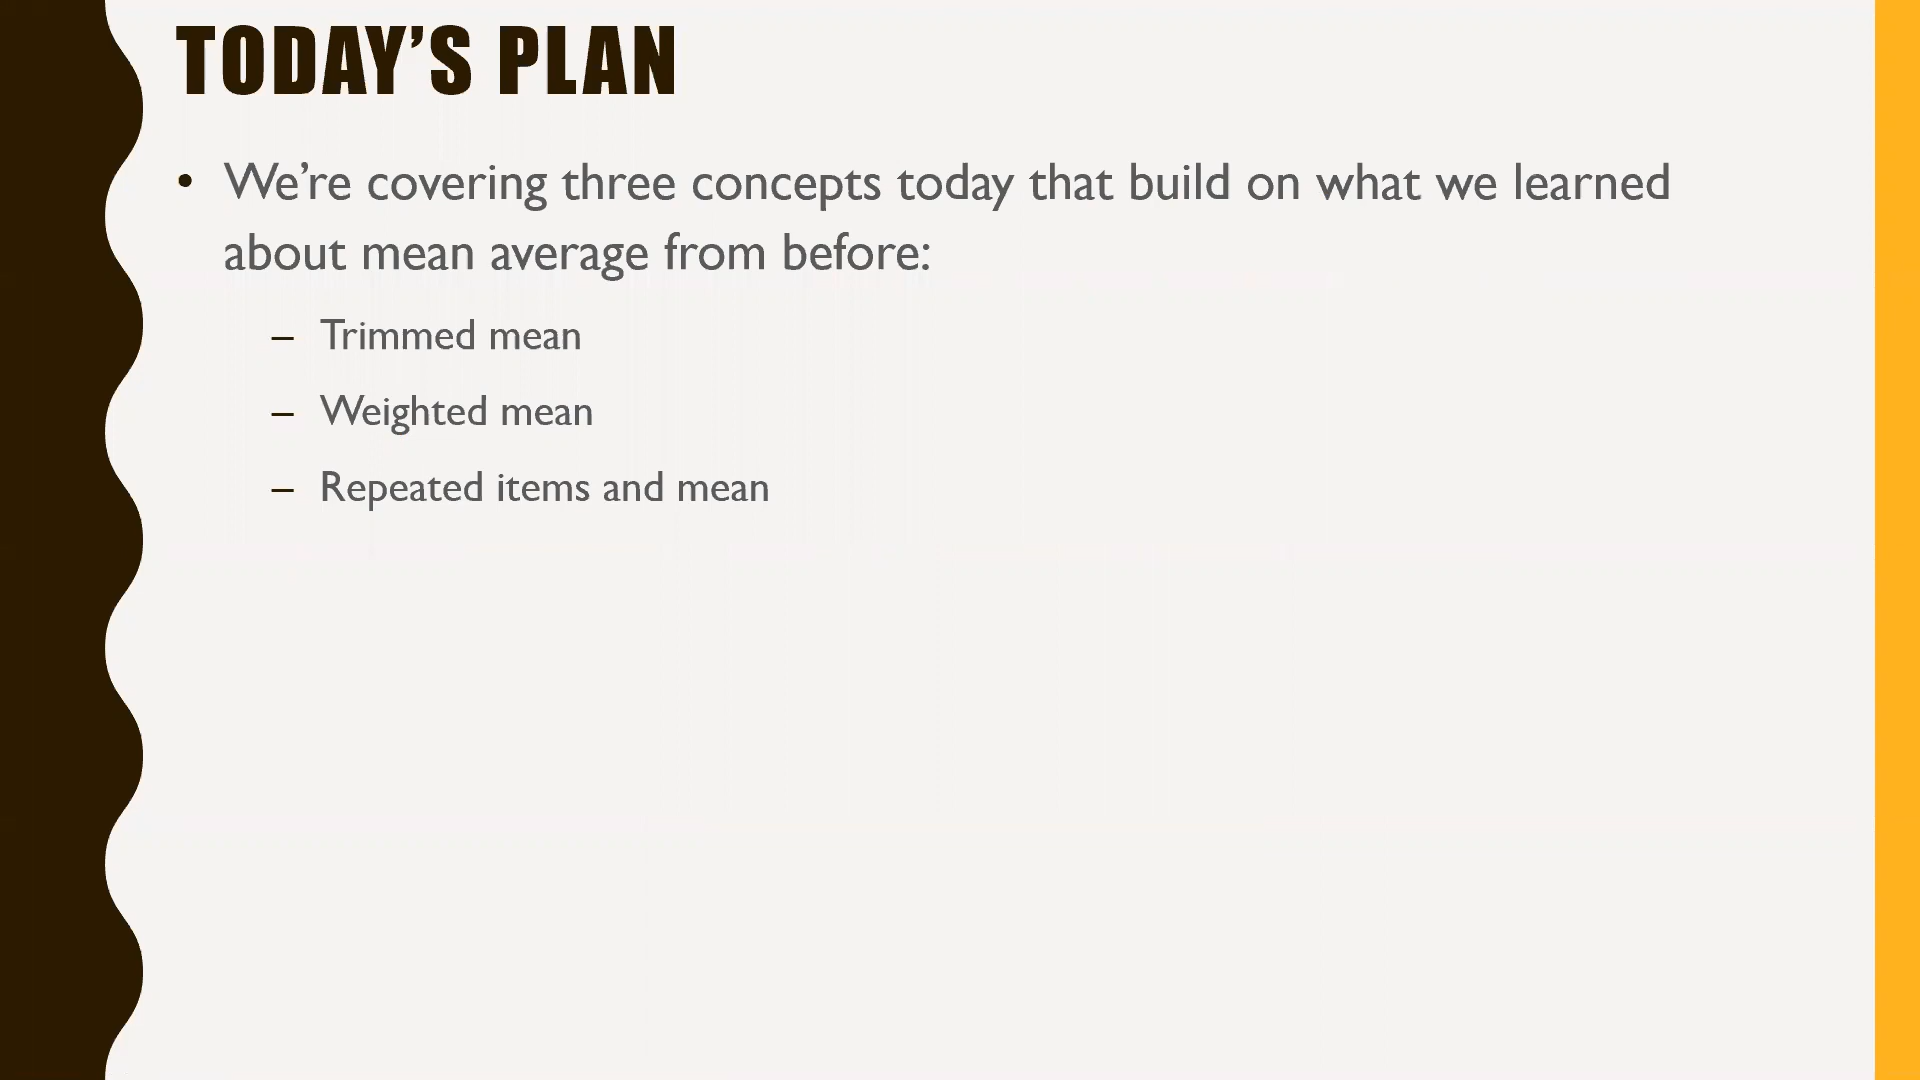 TODAY’S PLAN
• We’re covering three concepts today that build on what we learned
about mean average from before:
– Trimmed mean
– Weighted mean
– Repeated items and mean